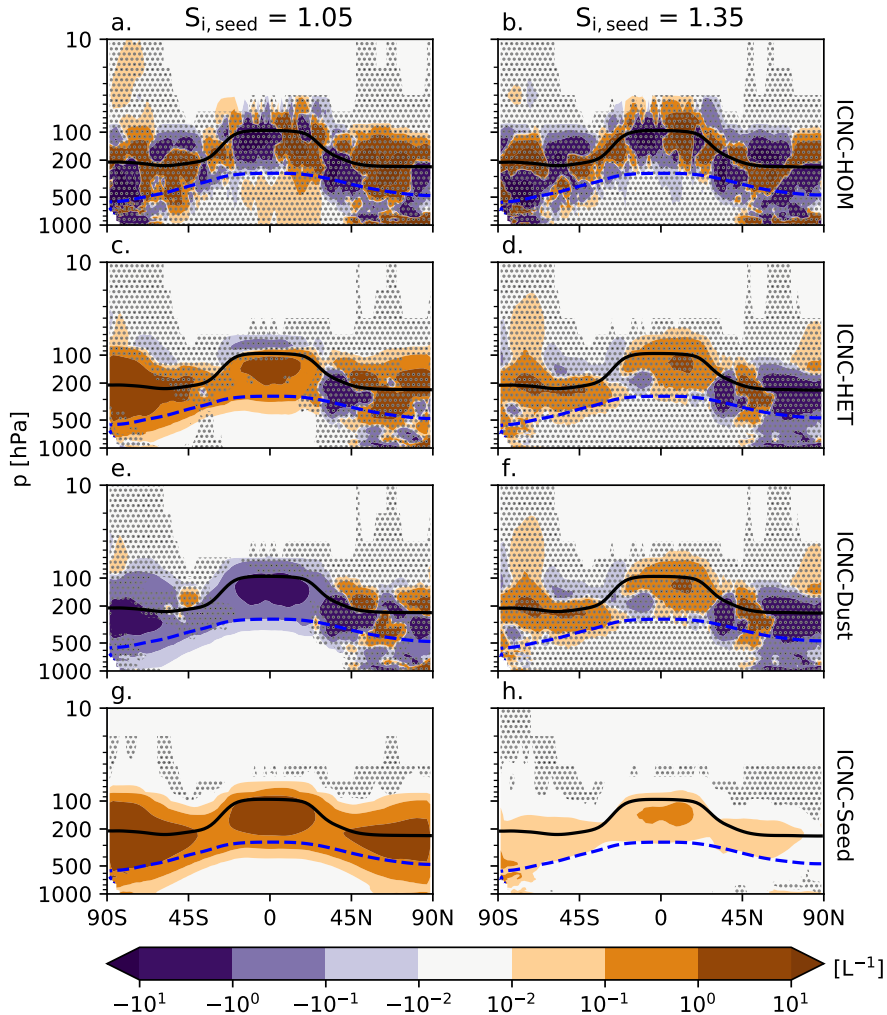 S_i, seed = 1.05
S_i, seed = 1.35
a.
b.
10
100
200
500
1000
ICNC-HOM
c.
d.
10
100
200
500
1000
ICNC-HET
p [hPa]
e.
f.
10
100
200
500
1000
ICNC-Dust
g.
h.
10
100
200
500
1000
ICNC-Seed
90S 45S 0 45N 90N
90S 45S 0 45N 90N
[L⁻¹]
−10¹ −10⁰ −10⁻¹ −10⁻² 10⁻² 10⁻¹ 10⁰ 10¹